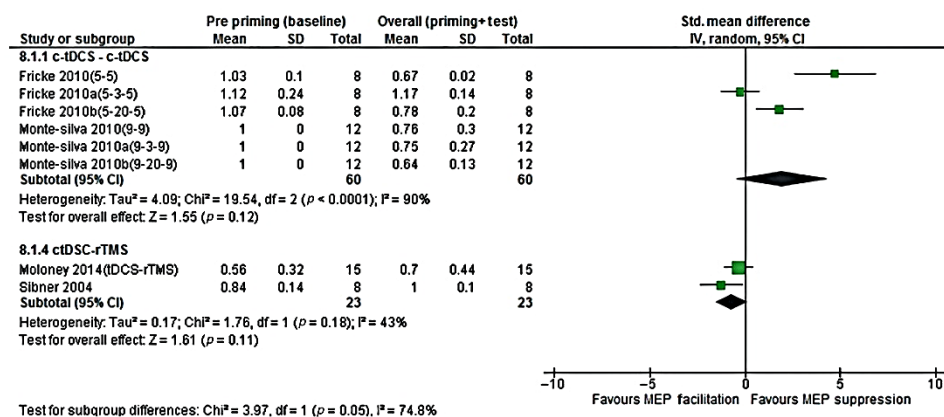 Pre priming (baseline) Overall (priming+test) Std. mean difference
Study or subgroup Mean SD Total Mean SD Total IV, random, 95% CI
8.1.1 c-tDCS - c-tDCS
Fricke 2010(5-5) 1.03 0.1 8 0.67 0.02 8
Fricke 2010a(5-3-5) 1.12 0.24 8 1.17 0.14 8
Fricke 2010b(5-20-5) 1.07 0.08 8 0.78 0.2 8
Monte-silva 2010(9-9) 1 0 12 0.76 0.3 12
Monte-silva 2010a(9-3-9) 1 0 12 0.75 0.27 12
Monte-silva 2010b(9-20-9) 1 0 12 0.64 0.13 12
Subtotal (95% CI) 60 60
Heterogeneity: Tau² = 4.09; Chi² = 19.54, df = 2 (p < 0.0001); I² = 90%
Test for overall effect: Z = 1.55 (p = 0.12)
8.1.4 ctDSC-rTMS
Moloney 2014(tDCS-rTMS) 0.56 0.32 15 0.7 0.44 15
Sibner 2004 0.84 0.14 8 1 0.1 8
Subtotal (95% CI) 23 23
Heterogeneity: Tau² = 0.17; Chi² = 1.76, df = 1 (p = 0.18); I² = 43%
Test for overall effect: Z = 1.61 (p = 0.11)
−10 −5 0 5 10
Favours MEP facilitation Favours MEP suppression
Test for subgroup differences: Chi² = 3.97, df = 1 (p = 0.05), I² = 74.8%